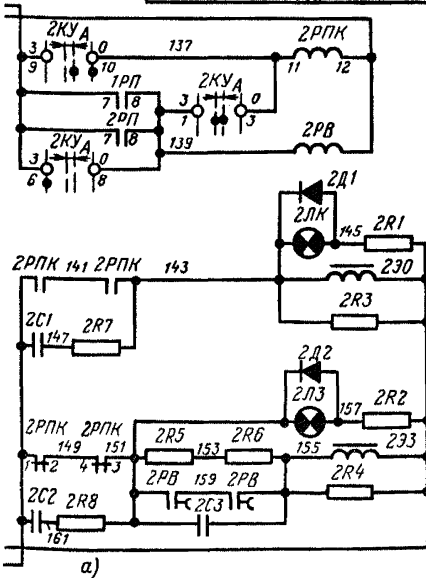 2КУ А 137 2РПК
3 0
9 10 11 12
1РП 2КУ А
7 8 3 0
2РП 1 3
7 8 2РВ
2КУ А 139
3 0
6 8
2Д1
2ЛК 145 2R1
2РПК 141 2РПК 143 2ЭО
2С1 147 2R7 2R3
2Д2
2ЛЗ 157 2R2
2РПК 149 2РПК 151 2R5 153 2R6 155 2ЭЗ
1 2 4 3
2РВ 159 2РВ 2R4
2С2 2R8 2С3
161
а)